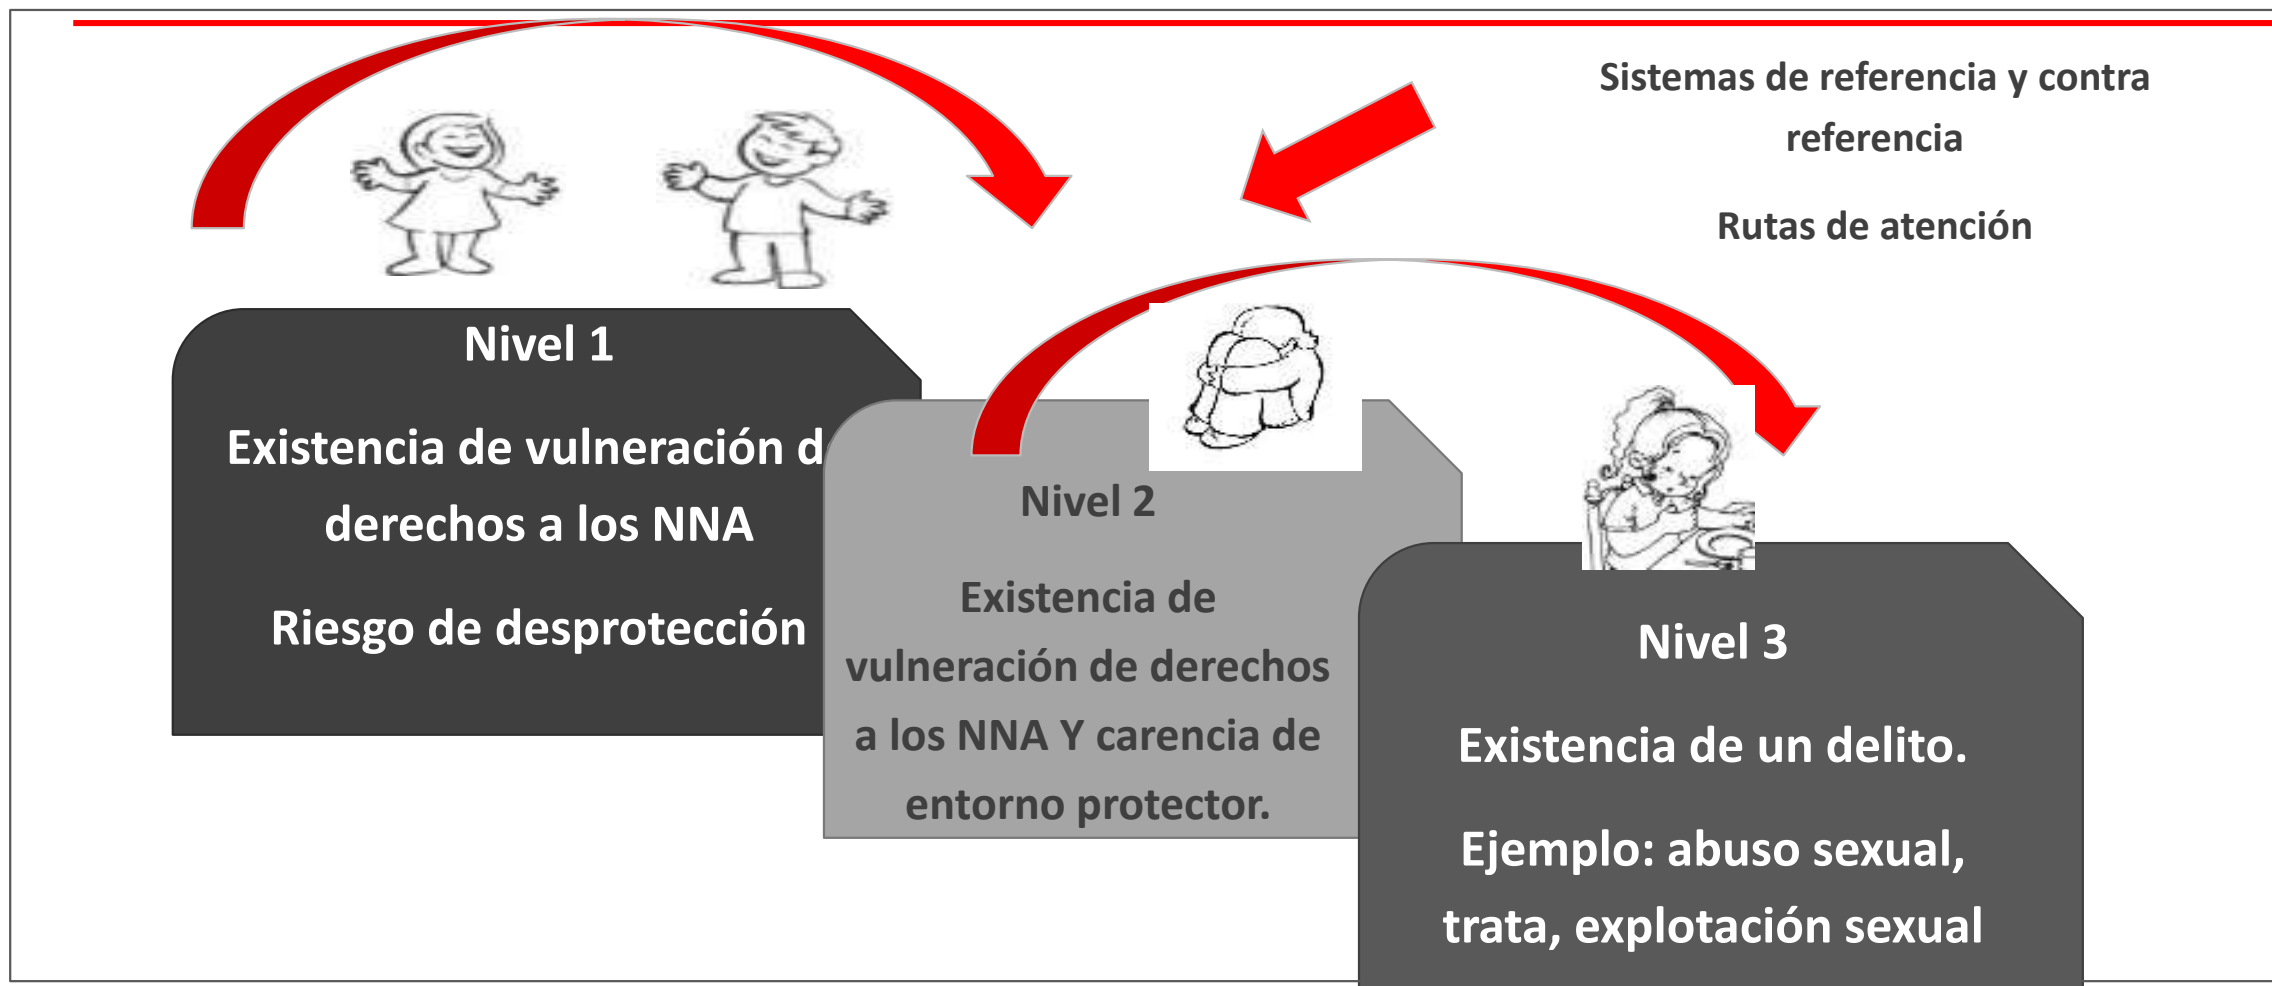 Sistemas de referencia y contra
referencia
Rutas de atención
Nivel 1
Existencia de vulneración d
derechos a los NNA
Riesgo de desprotección
Nivel 2
Existencia de
vulneración de derechos
a los NNA Y carencia de
entorno protector.
Nivel 3
Existencia de un delito.
Ejemplo: abuso sexual,
trata, explotación sexual